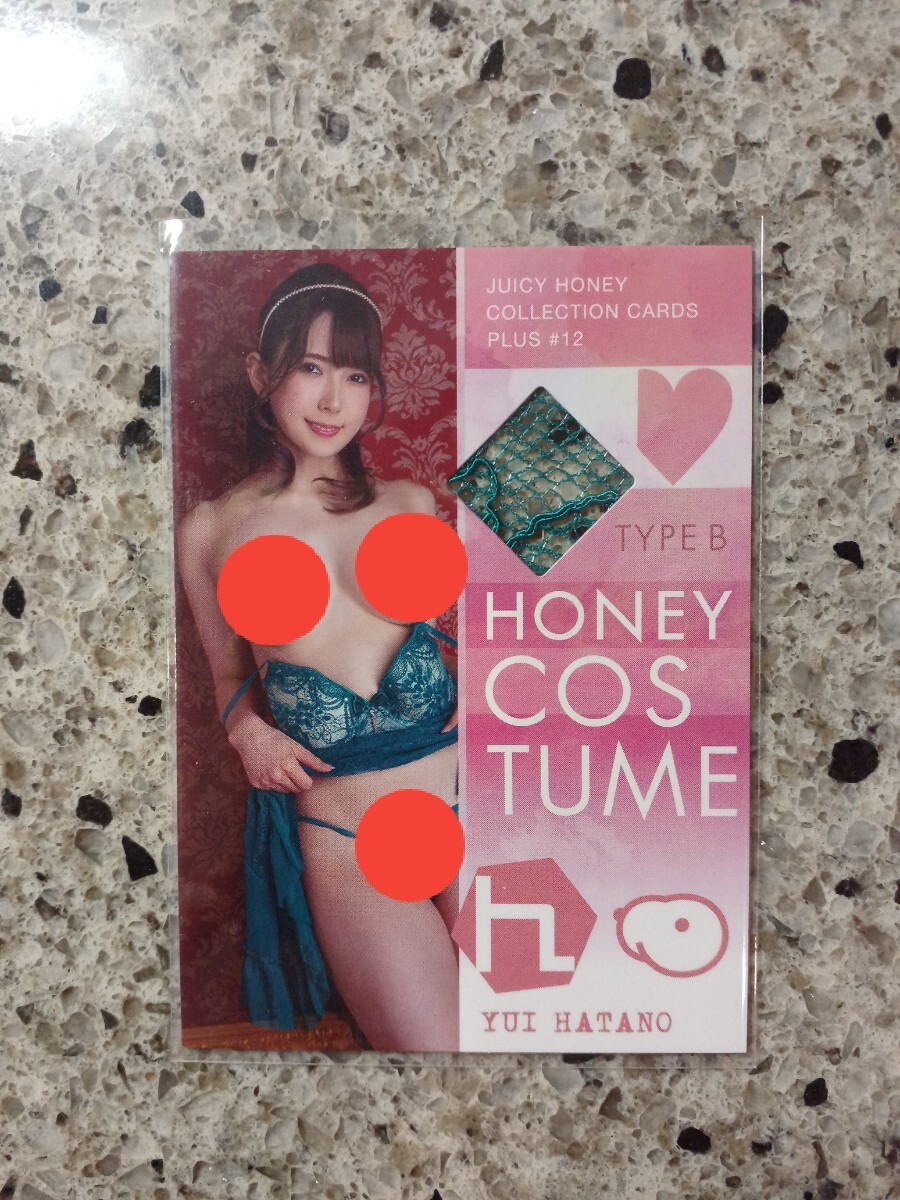 JUICY HONEY
COLLECTION CARDS
PLUS #12
TYPE B
HONEY
COS
TUME
YUI HATANO